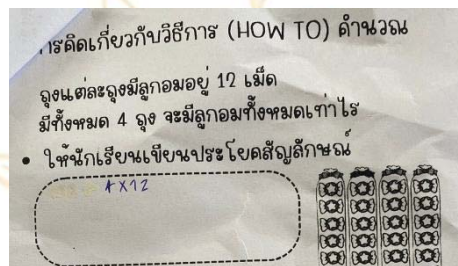 ารคิดเกี่ยวกับวิธีการ (HOW TO) คำนวณ
ถุงแต่ละถุงมีลูกอมอยู่ 12 เม็ด
มีทั้งหมด 4 ถุง จะมีลูกอมทั้งหมดเท่าไร
• ให้นักเรียนเขียนประโยคสัญลักษณ์
4X12